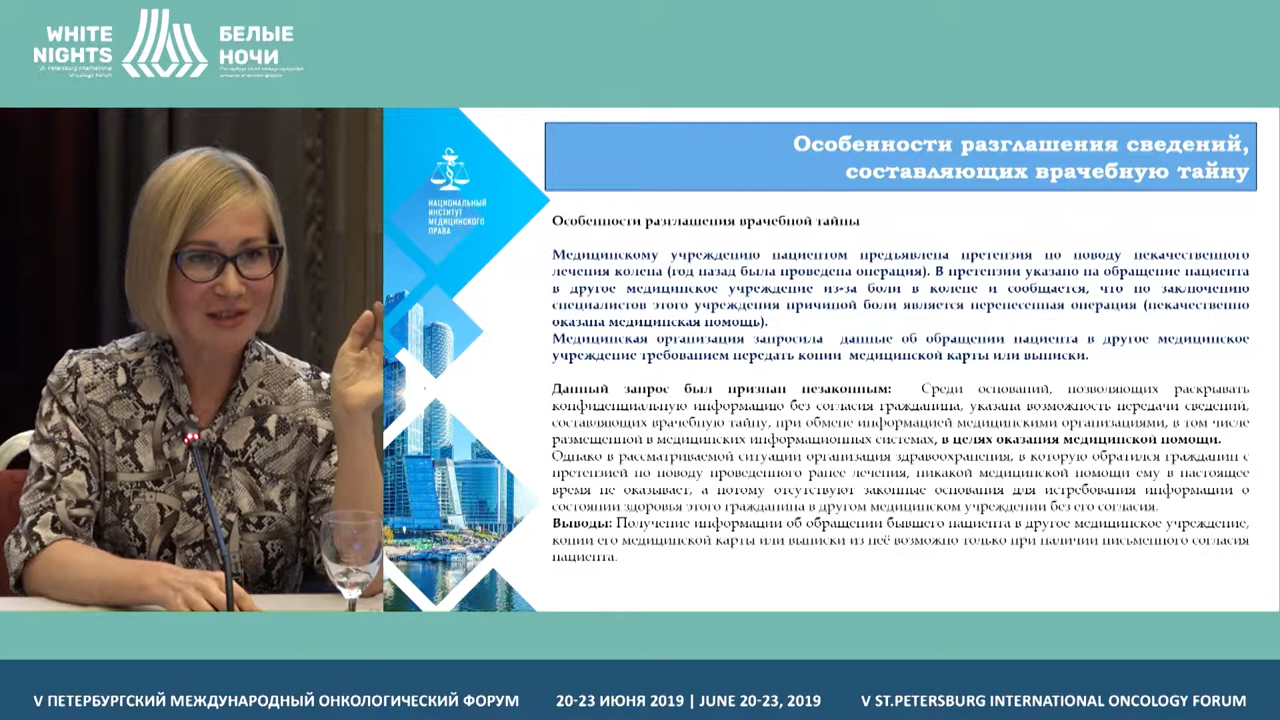 WHITE
NIGHTS
St. Petersburg International
Oncology Forum
БЕЛЫЕ
НОЧИ
Петербургский международный
онкологический форум
НАЦИОНАЛЬНЫЙ
ИНСТИТУТ
МЕДИЦИНСКОГО
ПРАВА
Особенности разглашения сведений,
составляющих врачебную тайну
Особенности разглашения врачебной тайны
Медицинскому учреждению пациентом предъявлена претензия по поводу некачественного
лечения колена (год назад была проведена операция). В претензии указано на обращение пациента
в другое медицинское учреждение из-за боли в колене и сообщается, что по заключению
специалистов этого учреждения причиной боли является перенесенная операция (некачественно
оказана медицинская помощь).
Медицинская организация запросила данные об обращении пациента в другое медицинское
учреждение требованием передать копии медицинской карты или выписки.
Данный запрос был признан незаконным: Среди оснований, позволяющих раскрывать
конфиденциальную информацию без согласия гражданина, указана возможность передачи сведений,
составляющих врачебную тайну, при обмене информацией медицинскими организациями, в том числе
размещенной в медицинских информационных системах, в целях оказания медицинской помощи.
Однако в рассматриваемой ситуации организация здравоохранения, в которую обратился гражданин с
претензией по поводу проведенного ранее лечения, никакой медицинской помощи ему в настоящее
время не оказывает, а потому отсутствуют законные основания для истребования информации о
состоянии здоровья этого гражданина в другом медицинском учреждении без его согласия.
Выводы: Получение информации об обращении бывшего пациента в другое медицинское учреждение,
копии его медицинской карты или выписки из неё возможно только при наличии письменного согласия
пациента.
V ПЕТЕРБУРГСКИЙ МЕЖДУНАРОДНЫЙ ОНКОЛОГИЧЕСКИЙ ФОРУМ
20-23 ИЮНЯ 2019 | JUNE 20-23, 2019
V ST.PETERSBURG INTERNATIONAL ONCOLOGY FORUM